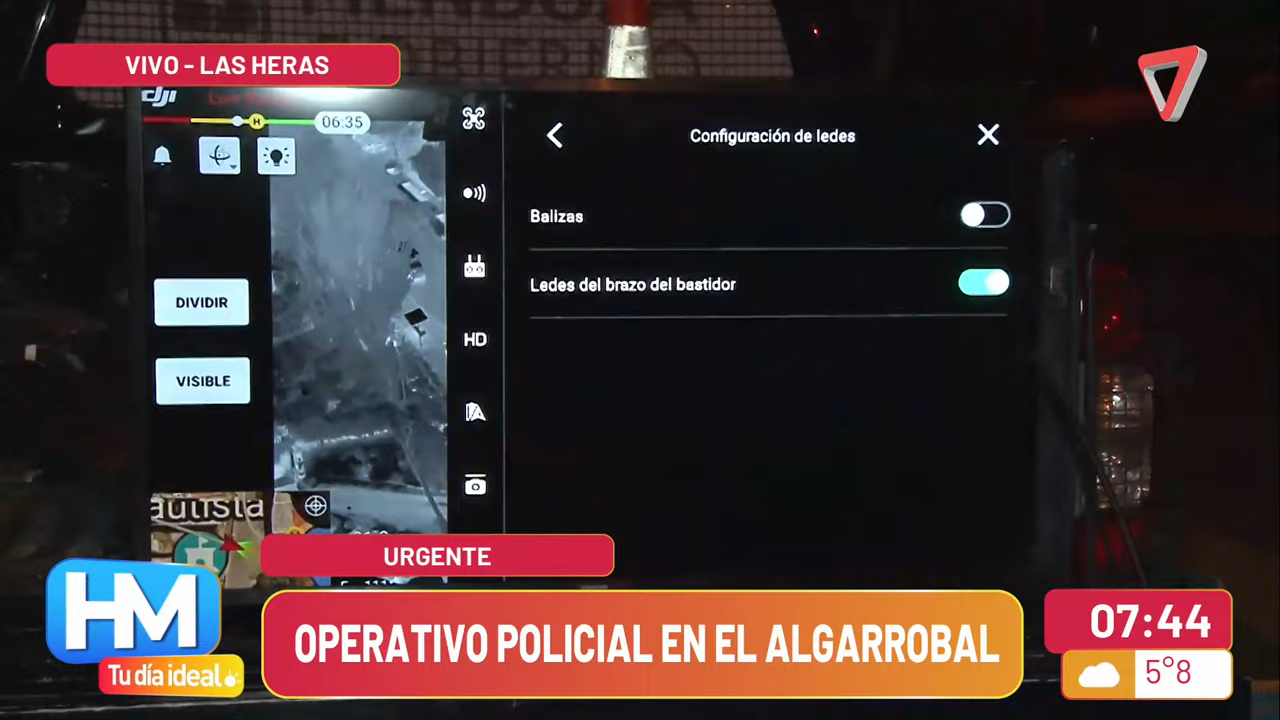 VIVO - LAS HERAS
dji
06:35
H
Configuración de ledes
Balizas
DIVIDIR
Ledes del brazo del bastidor
HD
VISIBLE
autista
URGENTE
HM
Tu día ideal
OPERATIVO POLICIAL EN EL ALGARROBAL
07:44
5°8